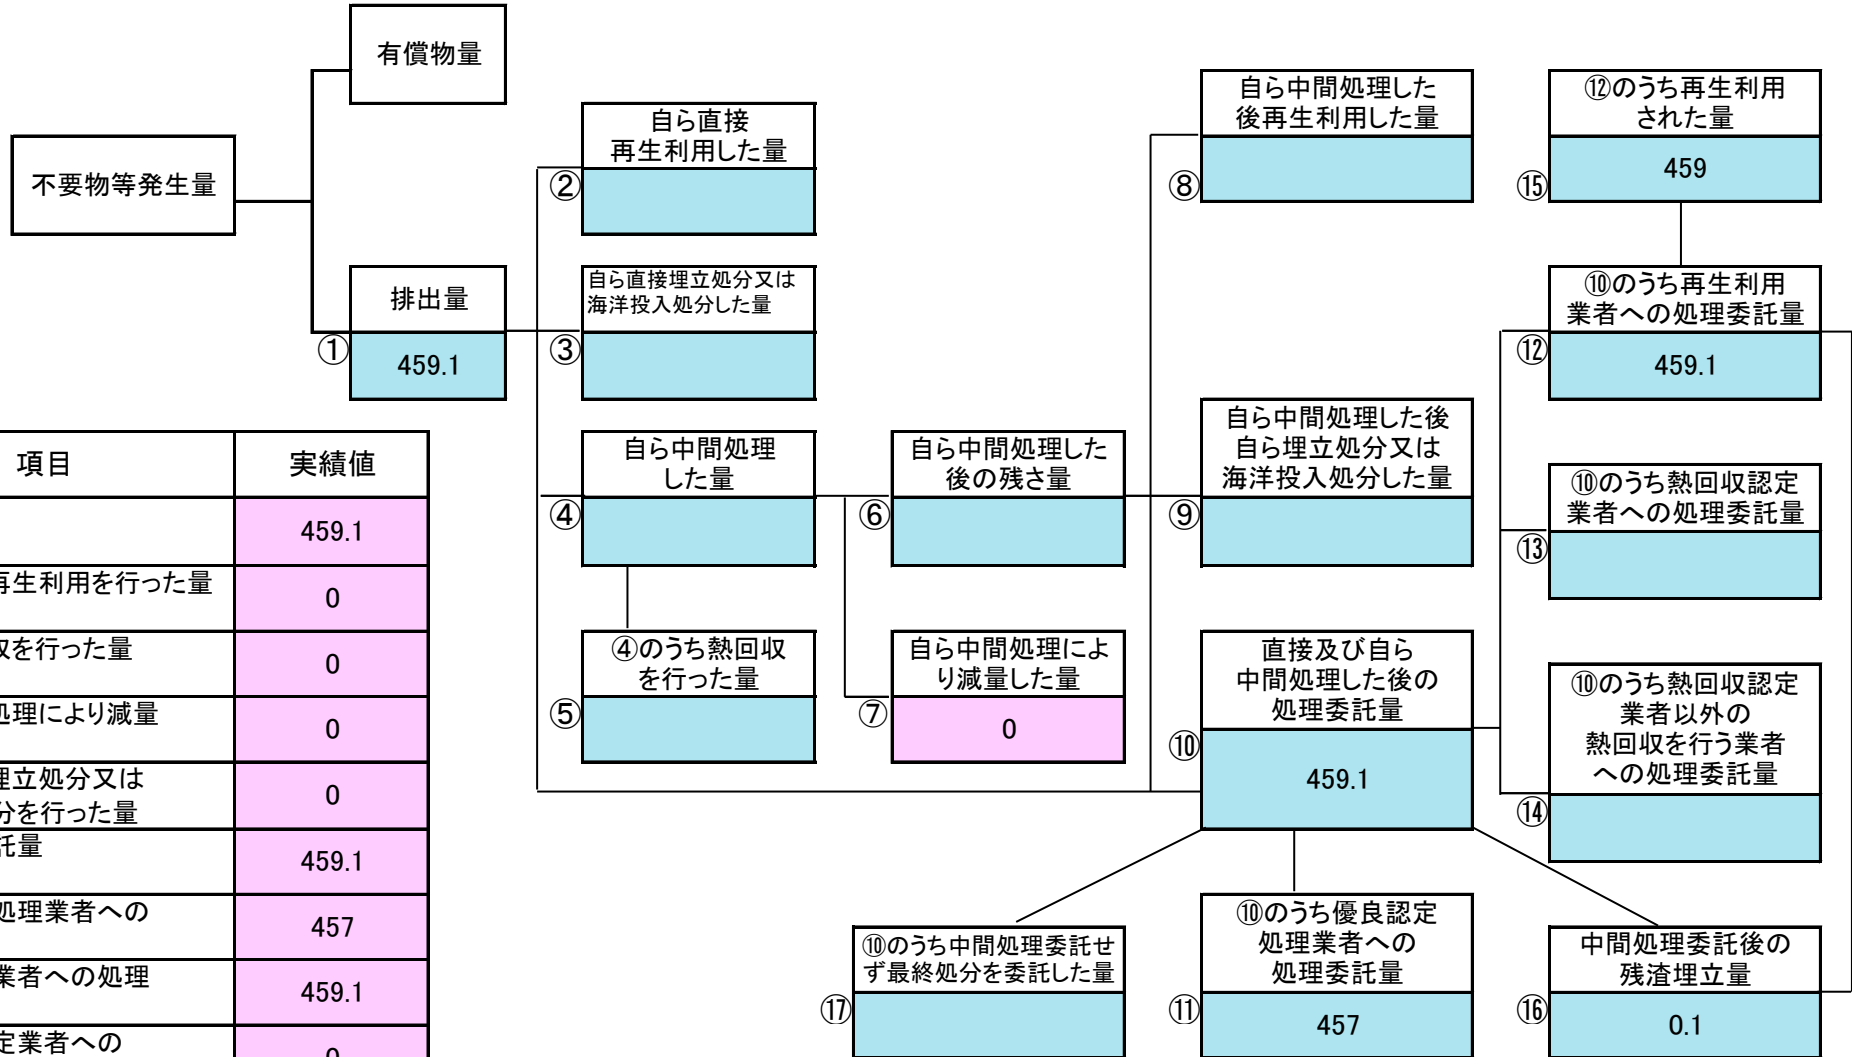 有償物量
不要物等発生量
排出量
①
459.1
自ら直接
再生利用した量
②
自ら直接埋立処分又は
海洋投入処分した量
③
自ら中間処理
した量
④
④のうち熱回収
を行った量
⑤
自ら中間処理した
後の残さ量
⑥
自ら中間処理によ
り減量した量
⑦
0
自ら中間処理した
後再生利用した量
⑧
自ら中間処理した後
自ら埋立処分又は
海洋投入処分した量
⑨
直接及び自ら
中間処理した後の
処理委託量
⑩
459.1
⑫のうち再生利用
された量
⑮
459
⑩のうち再生利用
業者への処理委託量
⑫
459.1
⑩のうち熱回収認定
業者への処理委託量
⑬
⑩のうち熱回収認定
業者以外の
熱回収を行う業者
への処理委託量
⑭
⑩のうち中間処理委託せ
ず最終処分を委託した量
⑰
⑩のうち優良認定
処理業者への
処理委託量
⑪
457
中間処理委託後の
残渣埋立量
⑯
0.1
項目 実績値
459.1
再生利用を行った量 0
を行った量 0
処理により減量 0
埋立処分又は
分を行った量 0
託量 459.1
処理業者への 457
業者への処理 459.1
定業者への 0